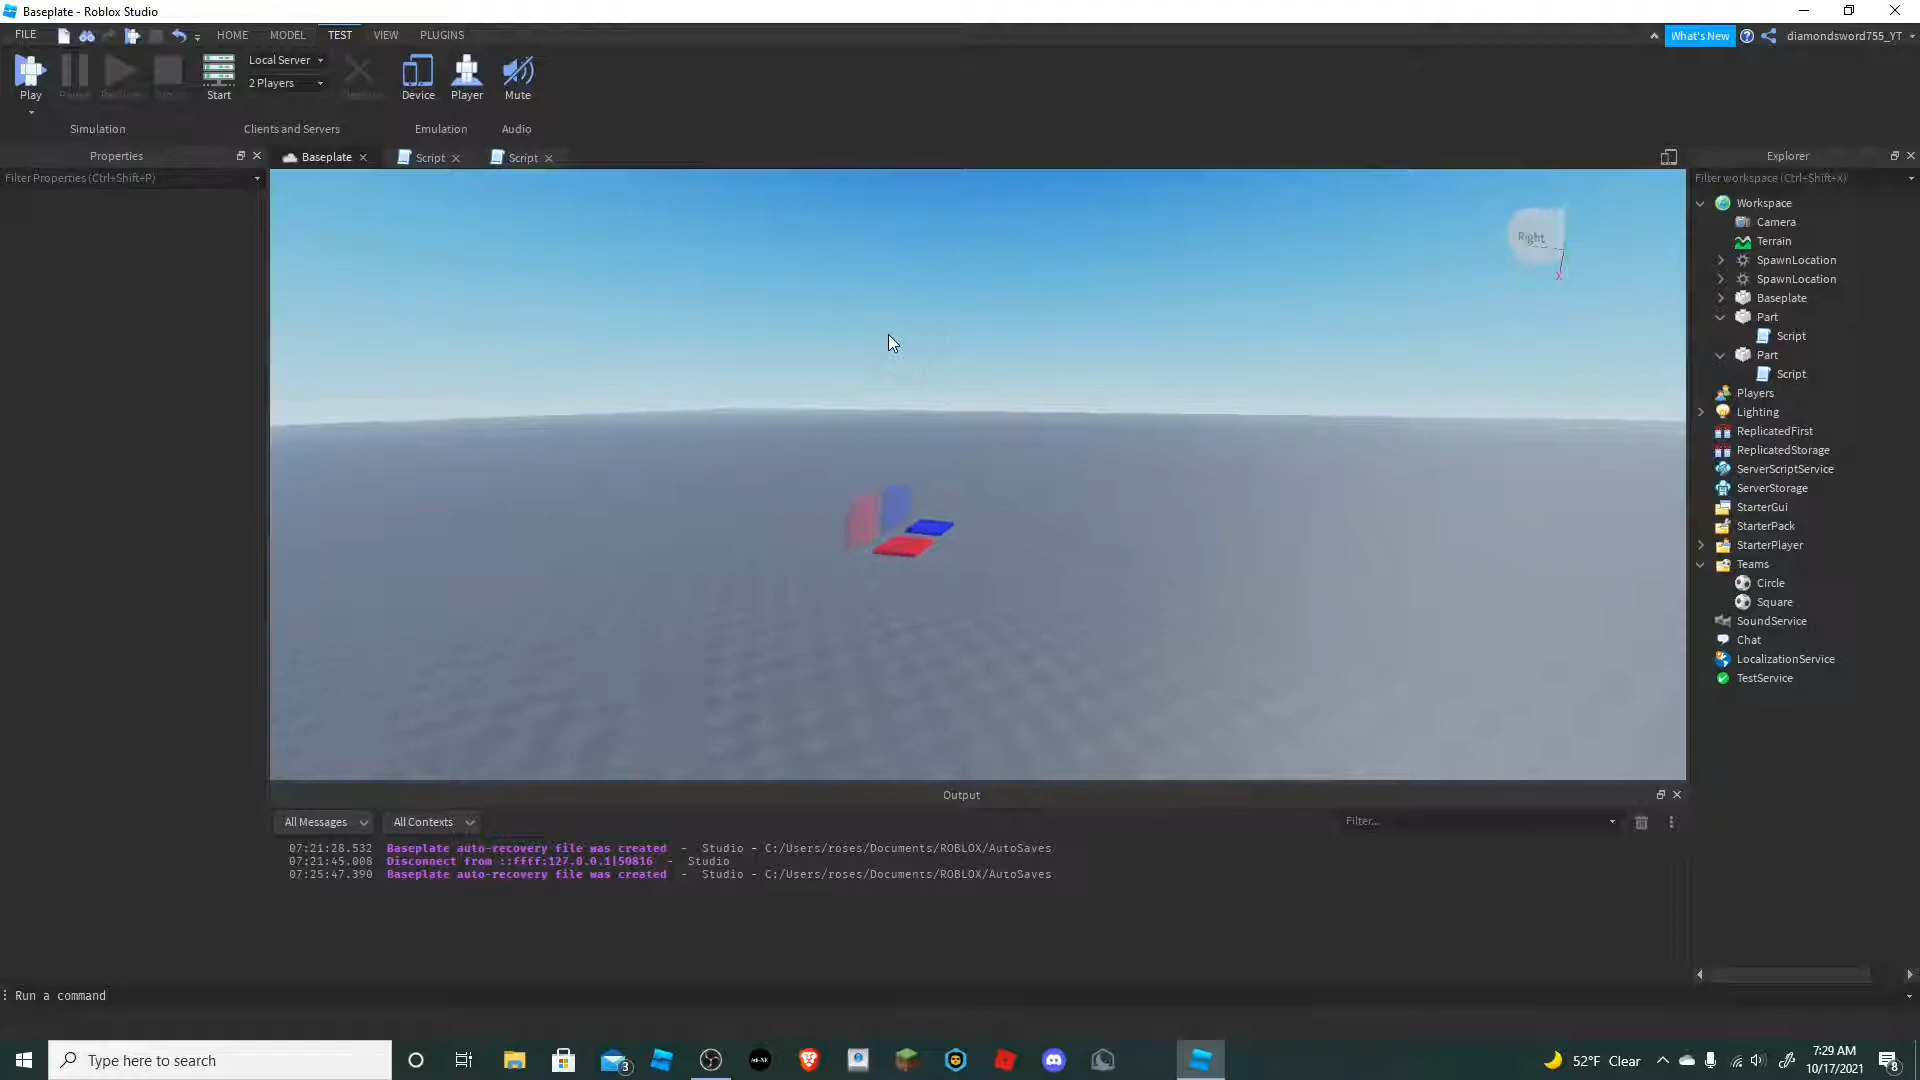 Baseplate - Roblox Studio
FILE
HOME MODEL TEST VIEW PLUGINS
What's New
diamondsword755_YT
Play
Start
Local Server
2 Players
Device
Player
Mute
Simulation
Clients and Servers
Emulation
Audio
Properties
Filter Properties (Ctrl+Shift+P)
Baseplate
Script
Script
Explorer
Filter workspace (Ctrl+Shift+X)
Right
X
Workspace
Camera
Terrain
SpawnLocation
SpawnLocation
Baseplate
Part
Script
Part
Script
Players
Lighting
ReplicatedFirst
ReplicatedStorage
ServerScriptService
ServerStorage
StarterGui
StarterPack
StarterPlayer
Teams
Circle
Square
SoundService
Chat
LocalizationService
TestService
Output
All Messages
All Contexts
Filter...
07:21:28.532 Baseplate auto-recovery file was created - Studio - C:/Users/roses/Documents/ROBLOX/AutoSaves
07:21:45.008 Disconnect from ::ffff:127.0.0.1|50816 - Studio
07:25:47.390 Baseplate auto-recovery file was created - Studio - C:/Users/roses/Documents/ROBLOX/AutoSaves
Run a command
Type here to search
3
52°F Clear
7:29 AM
10/17/2021
8